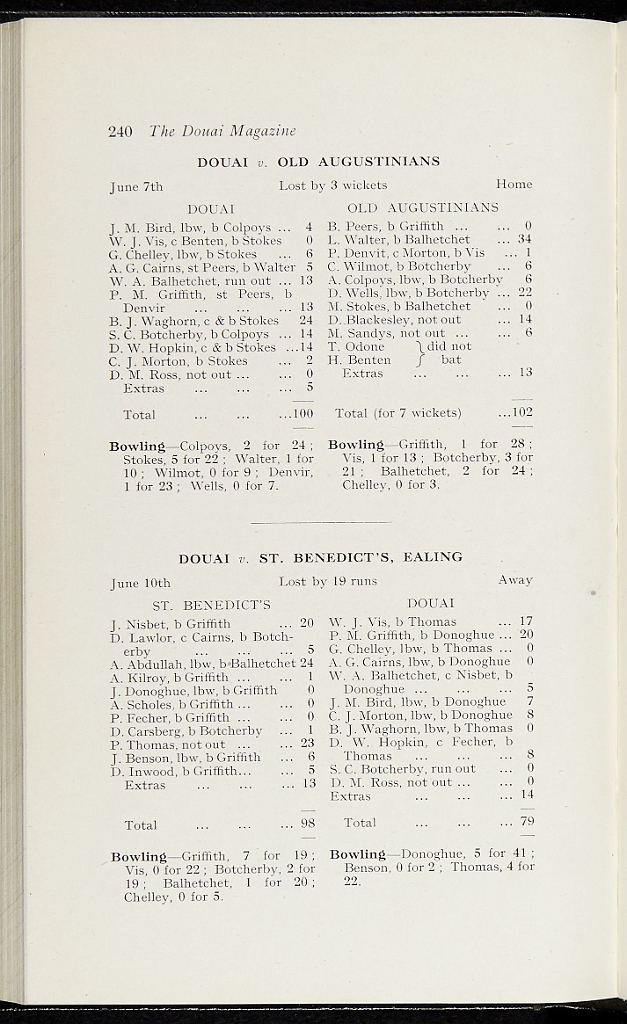 240 The Douai Magazine
DOUAI v. OLD AUGUSTINIANS
June 7th Lost by 3 wickets Home
DOUAI
J. M. Bird, lbw, b Colpoys ... 4
W. J. Vis, c Benten, b Stokes 0
G. Chelley, lbw, b Stokes ... 6
A. G. Cairns, st Peers, b Walter 5
W. A. Balhetchet, run out ... 13
P. M. Griffith, st Peers, b
Denvir ... ... ... 13
B. J. Waghorn, c & b Stokes 24
S. C. Botcherby, b Colpoys ... 14
D. W. Hopkin, c & b Stokes ...14
C. J. Morton, b Stokes ... 2
D. M. Ross, not out ... ... 0
Extras ... ... ... 5
Total ... ... ...100
Bowling—Colpoys, 2 for 24 ;
Stokes, 5 for 22 ; Walter, 1 for
10 ; Wilmot, 0 for 9 ; Denvir,
1 for 23 ; Wells, 0 for 7.
OLD AUGUSTINIANS
B. Peers, b Griffith ... ... 0
L. Walter, b Balhetchet ... 34
P. Denvit, c Morton, b Vis ... 1
C. Wilmot, b Botcherby ... 6
A. Colpoys, lbw, b Botcherby 6
D. Wells, lbw, b Botcherby ... 22
M. Stokes, b Balhetchet ... 0
D. Blackesley, not out ... 14
M. Sandys, not out ... ... 6
T. Odone } did not
H. Benten } bat
Extras ... ... ... 13
Total (for 7 wickets) ...102
Bowling—Griffith, 1 for 28 ;
Vis, 1 for 13 ; Botcherby, 3 for
21 ; Balhetchet, 2 for 24 ;
Chelley, 0 for 3.
DOUAI v. ST. BENEDICT'S, EALING
June 10th Lost by 19 runs Away
ST. BENEDICT'S
J. Nisbet, b Griffith ... 20
D. Lawlor, c Cairns, b Botch-
erby ... ... ... 5
A. Abdullah, lbw, b Balhetchet 24
A. Kilroy, b Griffith ... ... 1
J. Donoghue, lbw, b Griffith 0
A. Scholes, b Griffith ... ... 0
P. Fecher, b Griffith ... ... 0
D. Carsberg, b Botcherby ... 1
P. Thomas, not out ... ... 23
J. Benson, lbw, b Griffith ... 6
D. Inwood, b Griffith... ... 5
Extras ... ... ... 13
Total ... ... ... 98
Bowling—Griffith, 7 for 19 ;
Vis, 0 for 22 ; Botcherby, 2 for
19 ; Balhetchet, 1 for 20 ;
Chelley, 0 for 5.
DOUAI
W. J. Vis, b Thomas ... 17
P. M. Griffith, b Donoghue ... 20
G. Chelley, lbw, b Thomas ... 0
A. G. Cairns, lbw, b Donoghue 0
W. A. Balhetchet, c Nisbet, b
Donoghue ... ... ... 5
J. M. Bird, lbw, b Donoghue 7
C. J. Morton, lbw, b Donoghue 8
B. J. Waghorn, lbw, b Thomas 0
D. W. Hopkin, c Fecher, b
Thomas ... ... ... 8
S. C. Botcherby, run out ... 0
D. M. Ross, not out ... ... 0
Extras ... ... ... 14
Total ... ... ... 79
Bowling—Donoghue, 5 for 41 ;
Benson, 0 for 2 ; Thomas, 4 for
22.